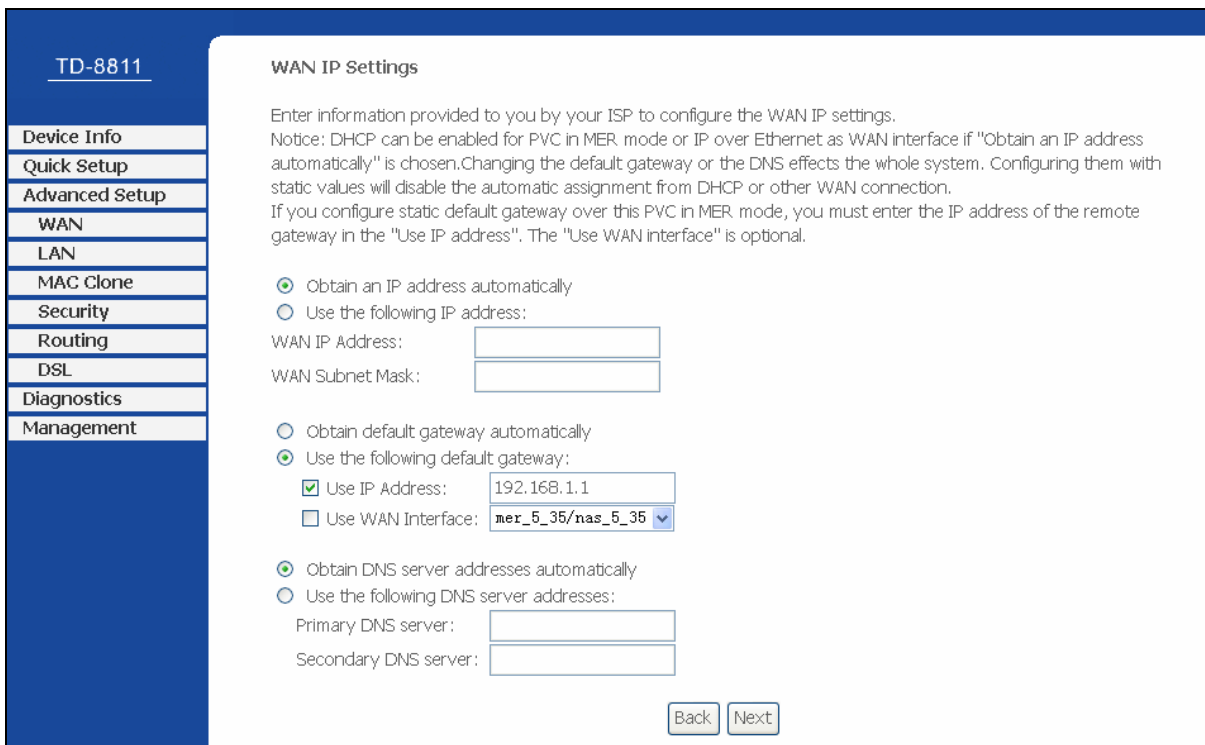 TD-8811
Device Info
Quick Setup
Advanced Setup
WAN
LAN
MAC Clone
Security
Routing
DSL
Diagnostics
Management
WAN IP Settings
Enter information provided to you by your ISP to configure the WAN IP settings.
Notice: DHCP can be enabled for PVC in MER mode or IP over Ethernet as WAN interface if "Obtain an IP address
automatically" is chosen.Changing the default gateway or the DNS effects the whole system. Configuring them with
static values will disable the automatic assignment from DHCP or other WAN connection.
If you configure static default gateway over this PVC in MER mode, you must enter the IP address of the remote
gateway in the "Use IP address". The "Use WAN interface" is optional.
Obtain an IP address automatically
Use the following IP address:
WAN IP Address:
WAN Subnet Mask:
Obtain default gateway automatically
Use the following default gateway:
Use IP Address: 192.168.1.1
Use WAN Interface: mer_5_35/nas_5_35
Obtain DNS server addresses automatically
Use the following DNS server addresses:
Primary DNS server:
Secondary DNS server:
Back Next